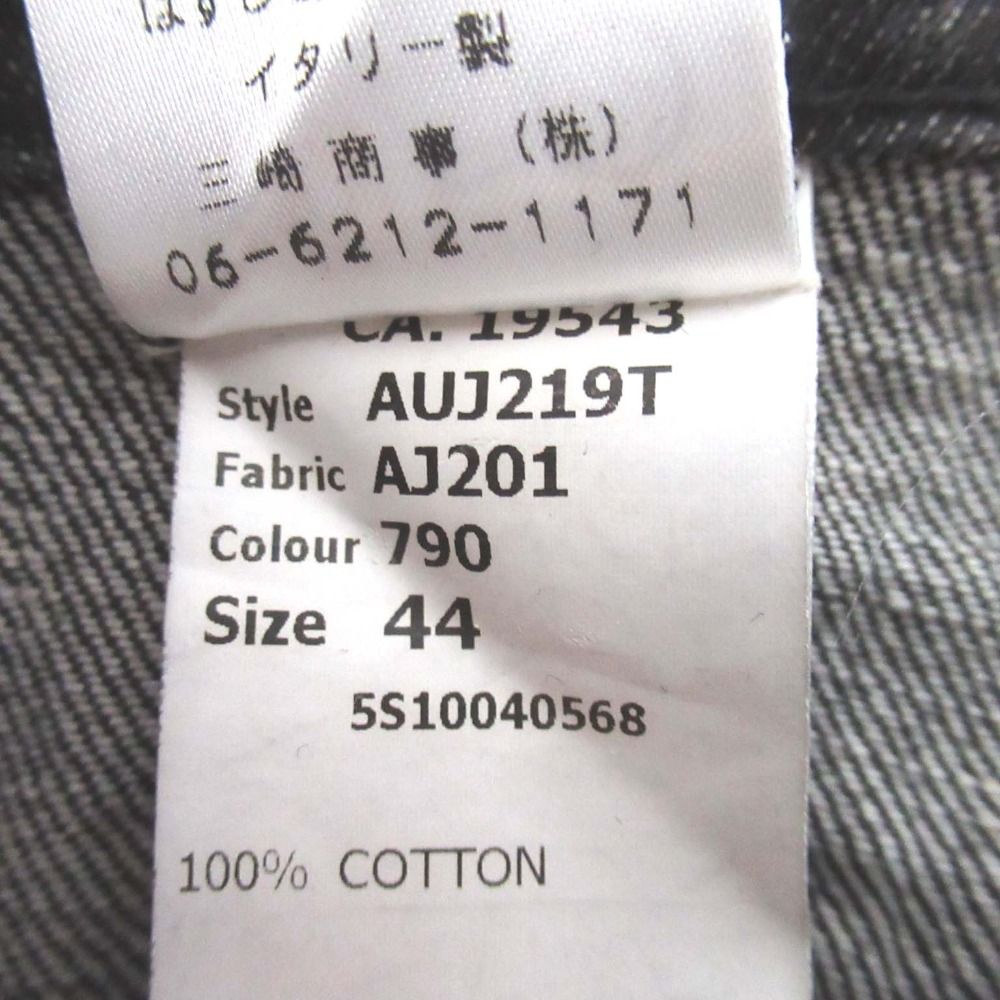 イタリー製
三崎商事（株）
06-6212-1171
CA. 19543
Style AUJ219T
Fabric AJ201
Colour 790
Size 44
5S10040568
100% COTTON